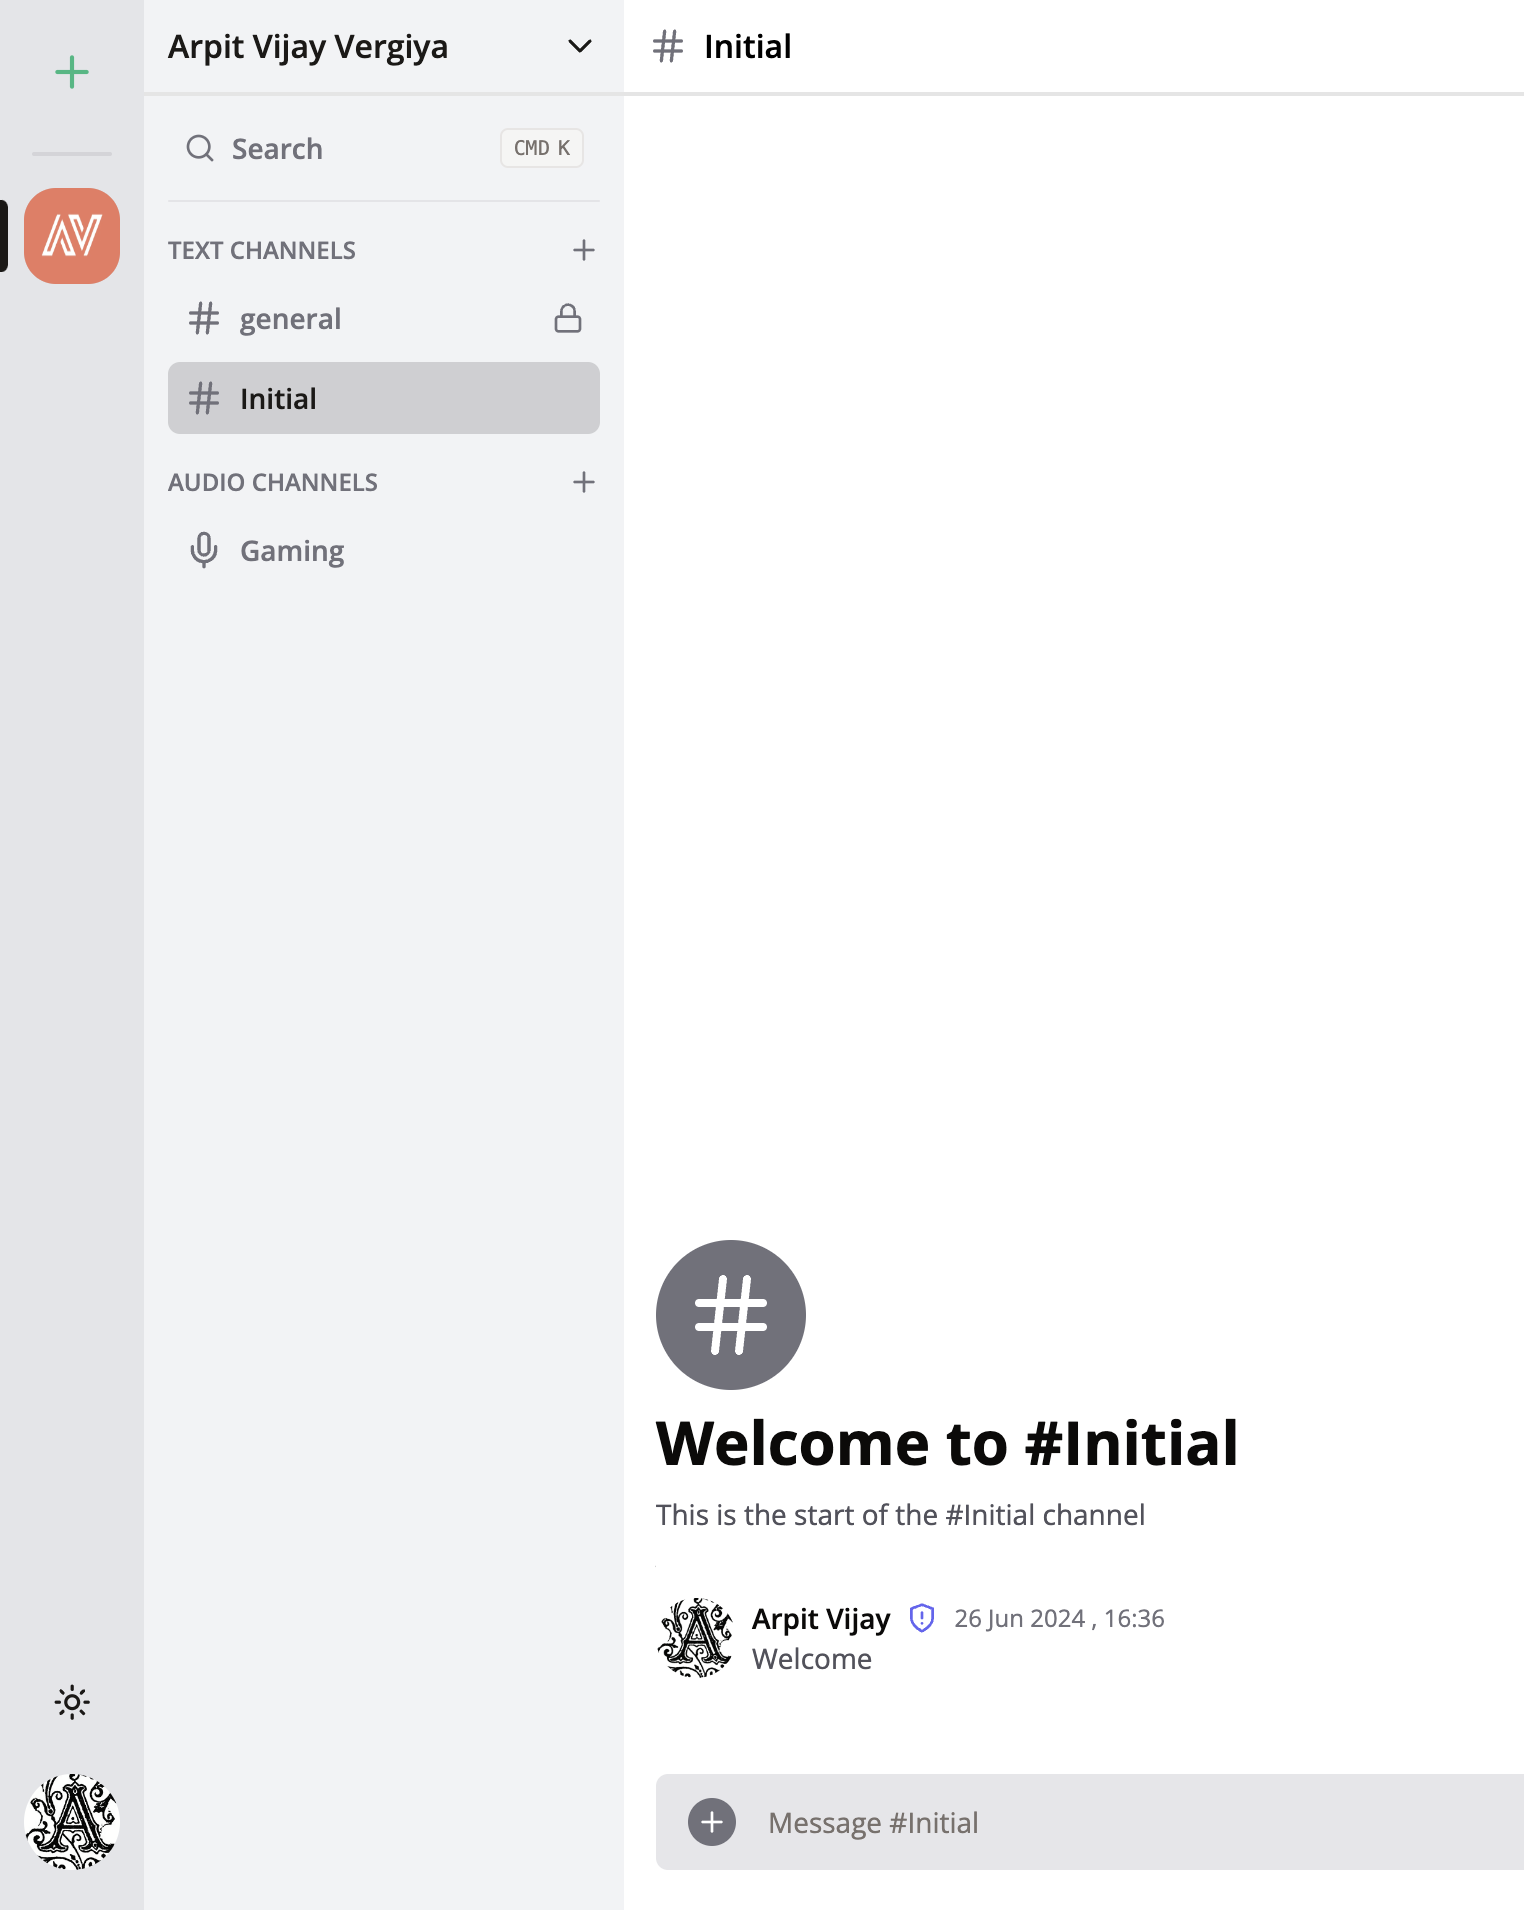 Arpit Vijay Vergiya
Search
CMD K
TEXT CHANNELS
# general
# Initial
AUDIO CHANNELS
Gaming
# Initial
#
Welcome to #Initial
This is the start of the #Initial channel
Arpit Vijay 26 Jun 2024 , 16:36
Welcome
Message #Initial
AV
A
A